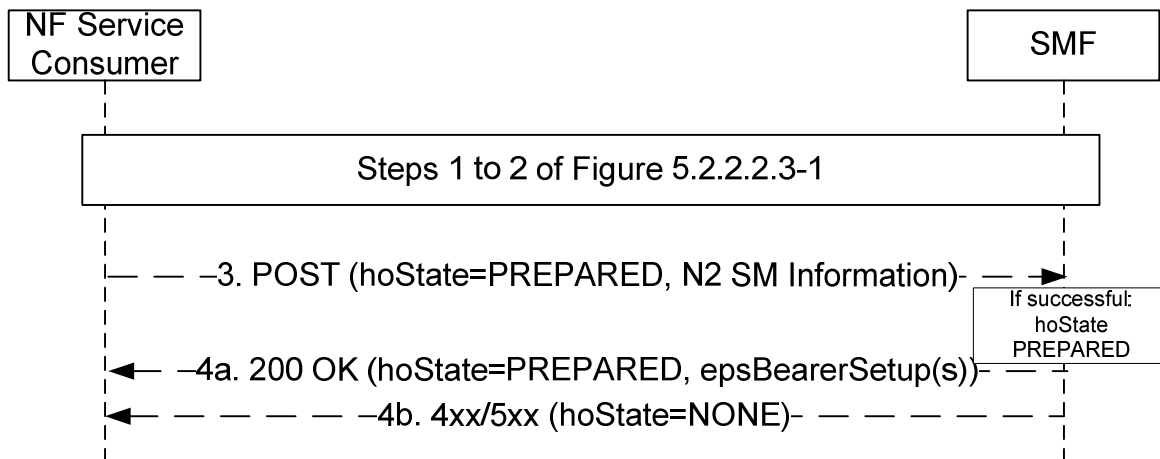 NF Service
Consumer
SMF
Steps 1 to 2 of Figure 5.2.2.2.3-1
3. POST (hoState=PREPARED, N2 SM Information)
If successful:
hoState
PREPARED
4a. 200 OK (hoState=PREPARED, epsBearerSetup(s))
4b. 4xx/5xx (hoState=NONE)